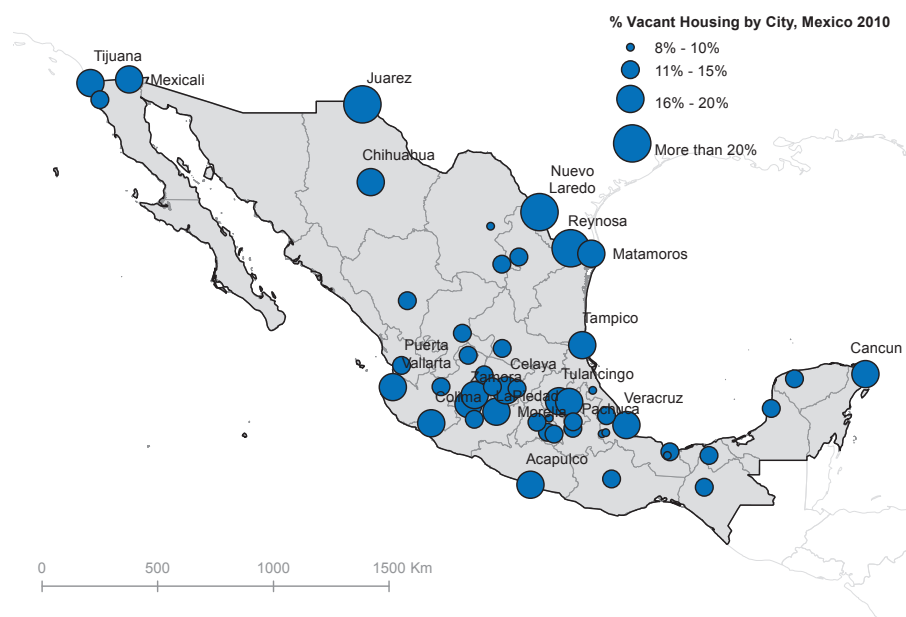 % Vacant Housing by City, Mexico 2010
8% - 10%
11% - 15%
16% - 20%
More than 20%
Tijuana
Mexicali
Juarez
Chihuahua
Nuevo
Laredo
Reynosa
Matamoros
Tampico
Puerta
Vallarta
Celaya
Cancun
Zamora
Tulancingo
Colima
LaPiedad
Veracruz
Morelia
Pachuca
Acapulco
0
500
1000
1500 Km